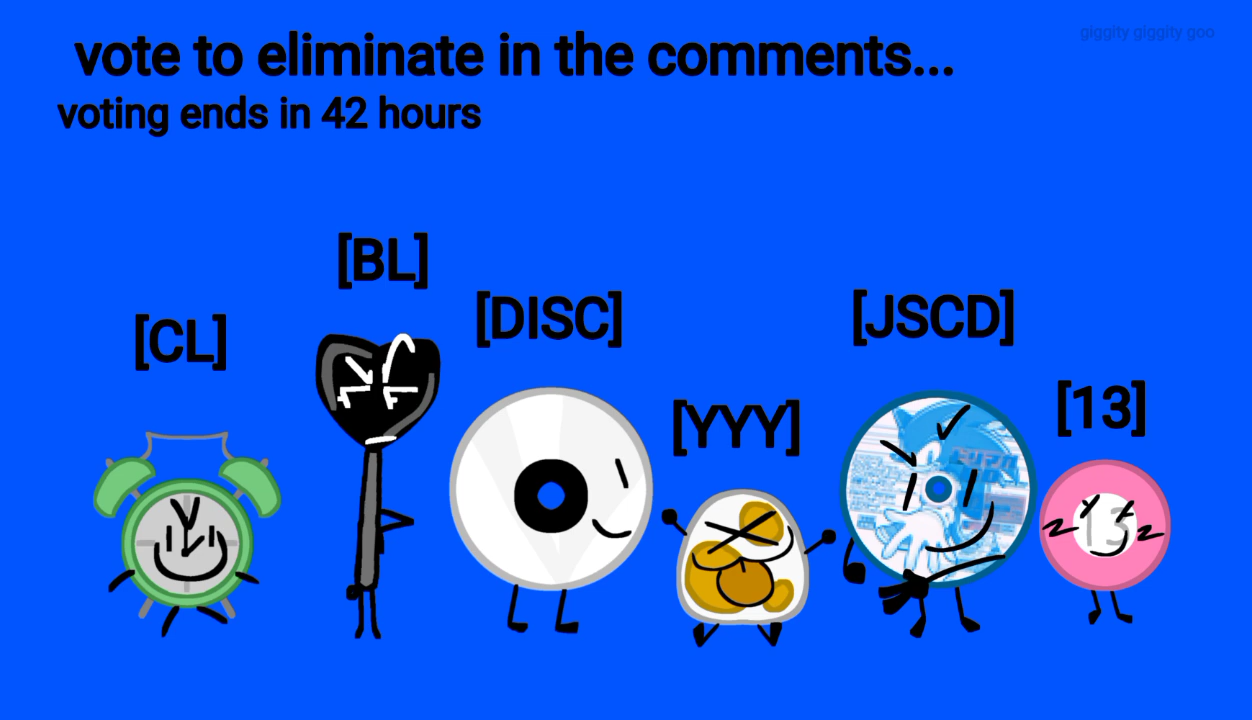 giggity giggity goo
vote to eliminate in the comments...
voting ends in 42 hours
[CL]
[BL]
[DISC]
[YYY]
[JSCD]
[13]
13